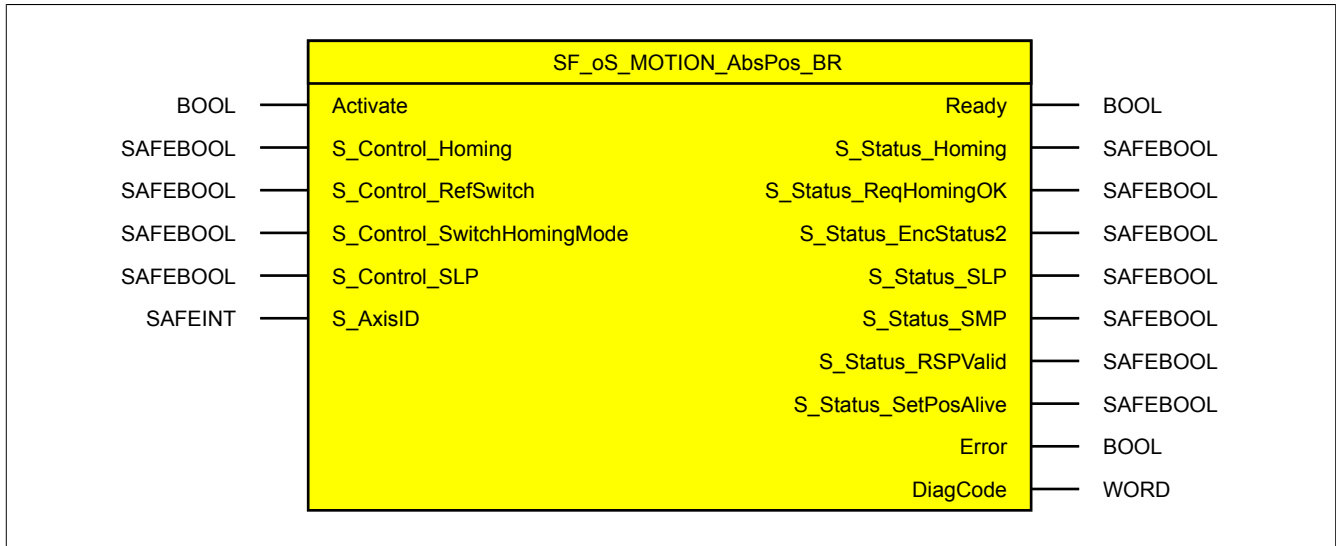 SF_oS_MOTION_AbsPos_BR
BOOL Activate Ready BOOL
SAFEBOOL S_Control_Homing S_Status_Homing SAFEBOOL
SAFEBOOL S_Control_RefSwitch S_Status_ReqHomingOK SAFEBOOL
SAFEBOOL S_Control_SwitchHomingMode S_Status_EncStatus2 SAFEBOOL
SAFEBOOL S_Control_SLP S_Status_SLP SAFEBOOL
SAFEINT S_AxisID S_Status_SMP SAFEBOOL
S_Status_RSPValid SAFEBOOL
S_Status_SetPosAlive SAFEBOOL
Error BOOL
DiagCode WORD